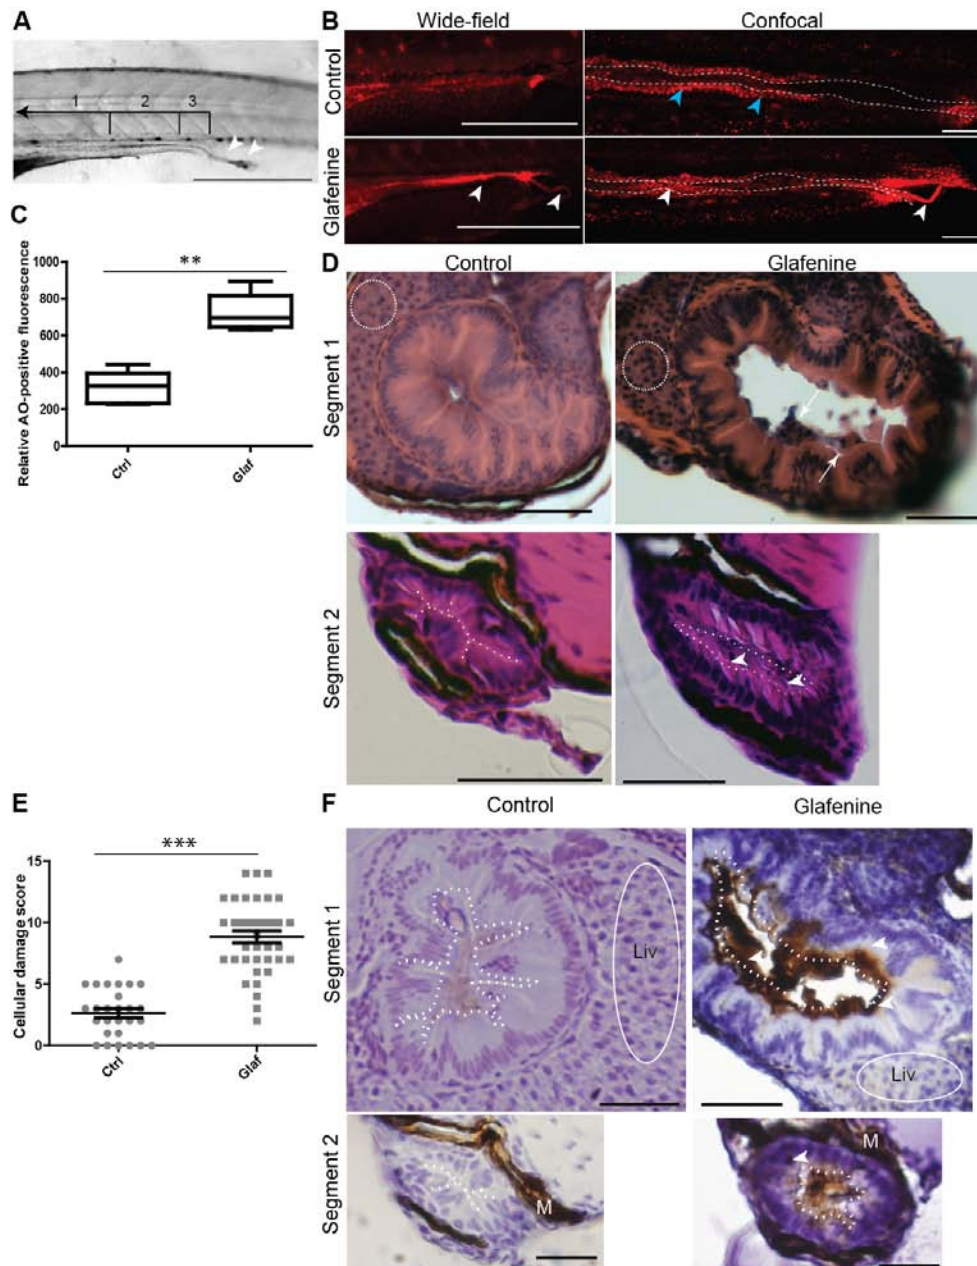 A
1 2 3
B
Wide-field Confocal
Control
Glafenine
C
1000
800
600
400
200
0
Relative AO-positive fluorescence
**
Ctrl
Glaf
D
Control Glafenine
Segment 1
Segment 2
E
15
10
5
0
Cellular damage score
***
Ctrl
Glaf
F
Control Glafenine
Segment 1
Liv
Liv
Segment 2
M
M